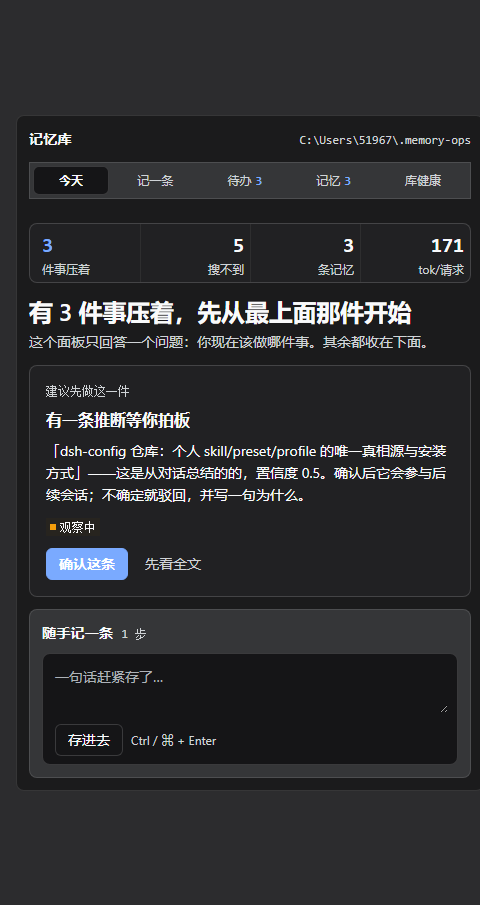 记忆库
C:\Users\51967\.memory-ops
今天 记一条 待办 3 记忆 3 库健康
3 5 3 171
件事压着 搜不到 条记忆 tok/请求
有 3 件事压着，先从最上面那件开始
这个面板只回答一个问题：你现在该做哪件事。其余都收在下面。
建议先做这一件
有一条推断等你拍板
「dsh-config 仓库：个人 skill/preset/profile 的唯一真相源与安装
方式」——这是从对话总结的的，置信度 0.5。确认后它会参与后
续会话；不确定就驳回，并写一句为什么。
观察中
确认这条 先看全文
随手记一条 1 步
一句话赶紧存了...
存进去 Ctrl / ⌘ + Enter